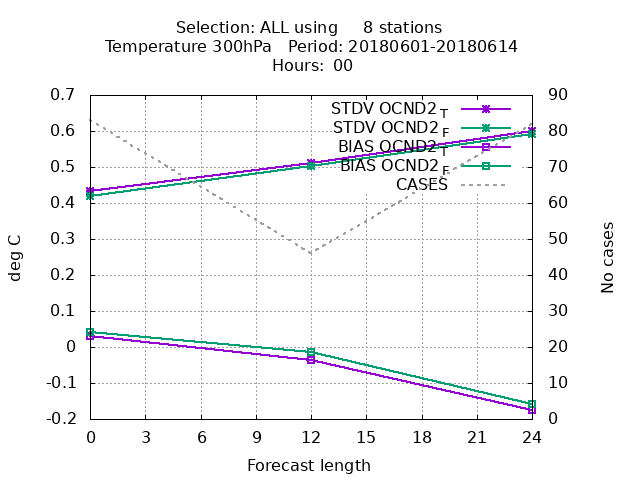 Selection: ALL using 8 stations
Temperature 300hPa Period: 20180601-20180614
Hours: 00
0.7
0.6
0.5
0.4
0.3
0.2
0.1
0
-0.1
-0.2
deg C
STDV OCND2_T
STDV OCND2_F
BIAS OCND2_T
BIAS OCND2_F
CASES
90
80
70
60
50
40
30
20
10
0
No cases
0 3 6 9 12 15 18 21 24
Forecast length